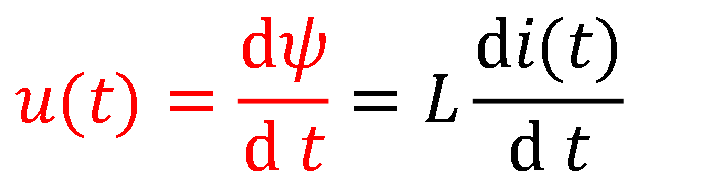 u(t) = dψ/d t = L di(t)/d t